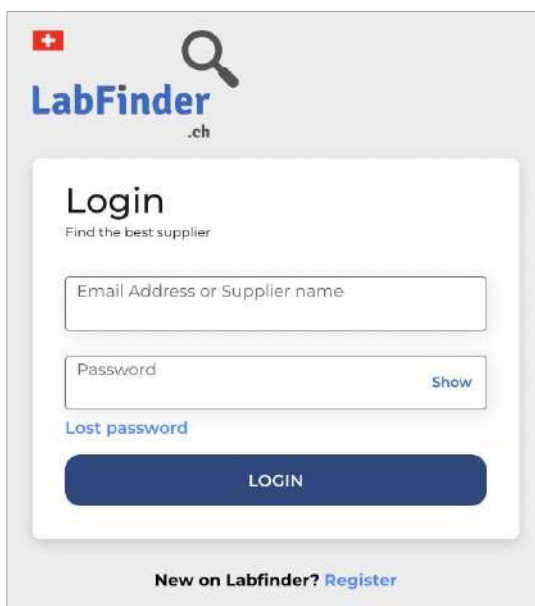 LabFinder
.ch
Login
Find the best supplier
Email Address or Supplier name
Password
Show
Lost password
LOGIN
New on Labfinder? Register